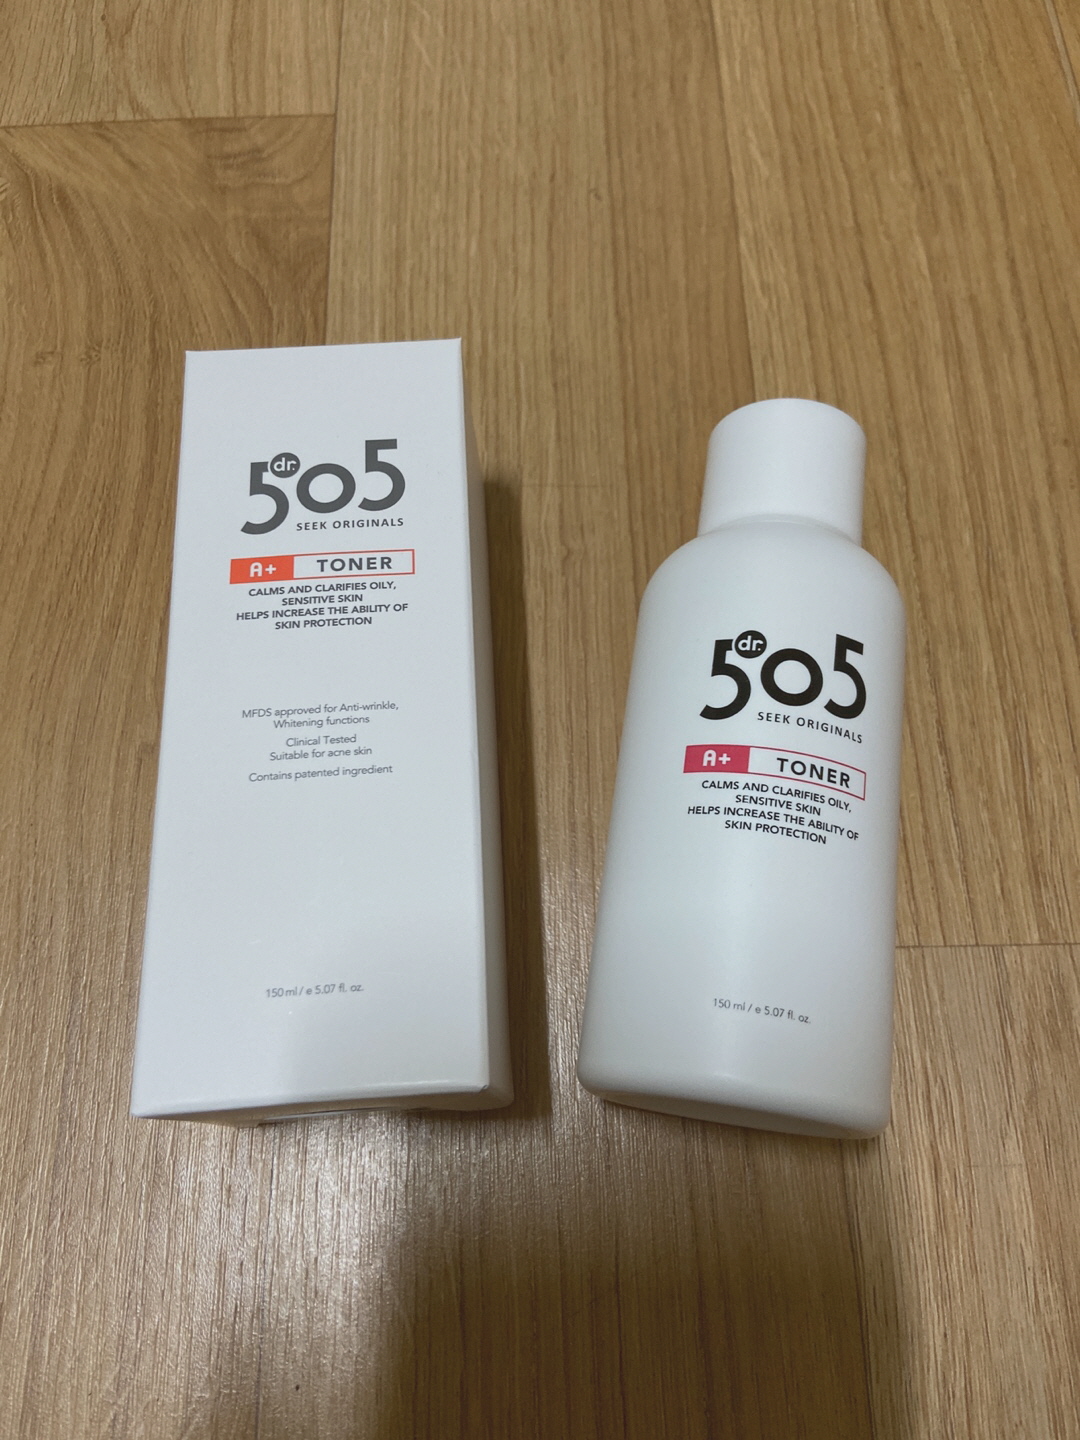 dr.
505
SEEK ORIGINALS
A+ TONER
CALMS AND CLARIFIES OILY,
SENSITIVE SKIN
HELPS INCREASE THE ABILITY OF
SKIN PROTECTION
MFDS approved for Anti-wrinkle,
Whitening functions
Clinical Tested
Suitable for acne skin
Contains patented ingredient
150 ml / e 5.07 fl. oz.
dr.
505
SEEK ORIGINALS
A+ TONER
CALMS AND CLARIFIES OILY,
SENSITIVE SKIN
HELPS INCREASE THE ABILITY OF
SKIN PROTECTION
150 ml / e 5.07 fl. oz.